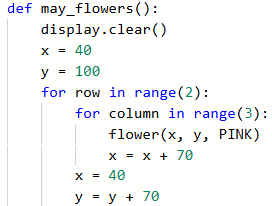 def may_flowers():
    display.clear()
    x = 40
    y = 100
    for row in range(2):
        for column in range(3):
            flower(x, y, PINK)
            x = x + 70
        x = 40
        y = y + 70